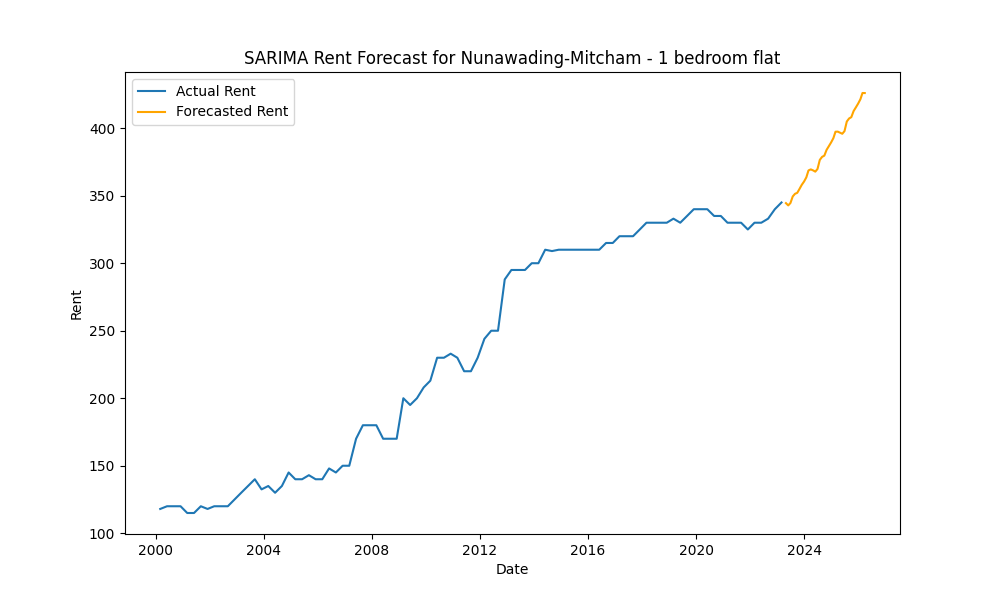 SARIMA Rent Forecast for Nunawading-Mitcham - 1 bedroom flat
Actual Rent
Forecasted Rent
Rent
400
350
300
250
200
150
100
2000 2004 2008 2012 2016 2020 2024
Date